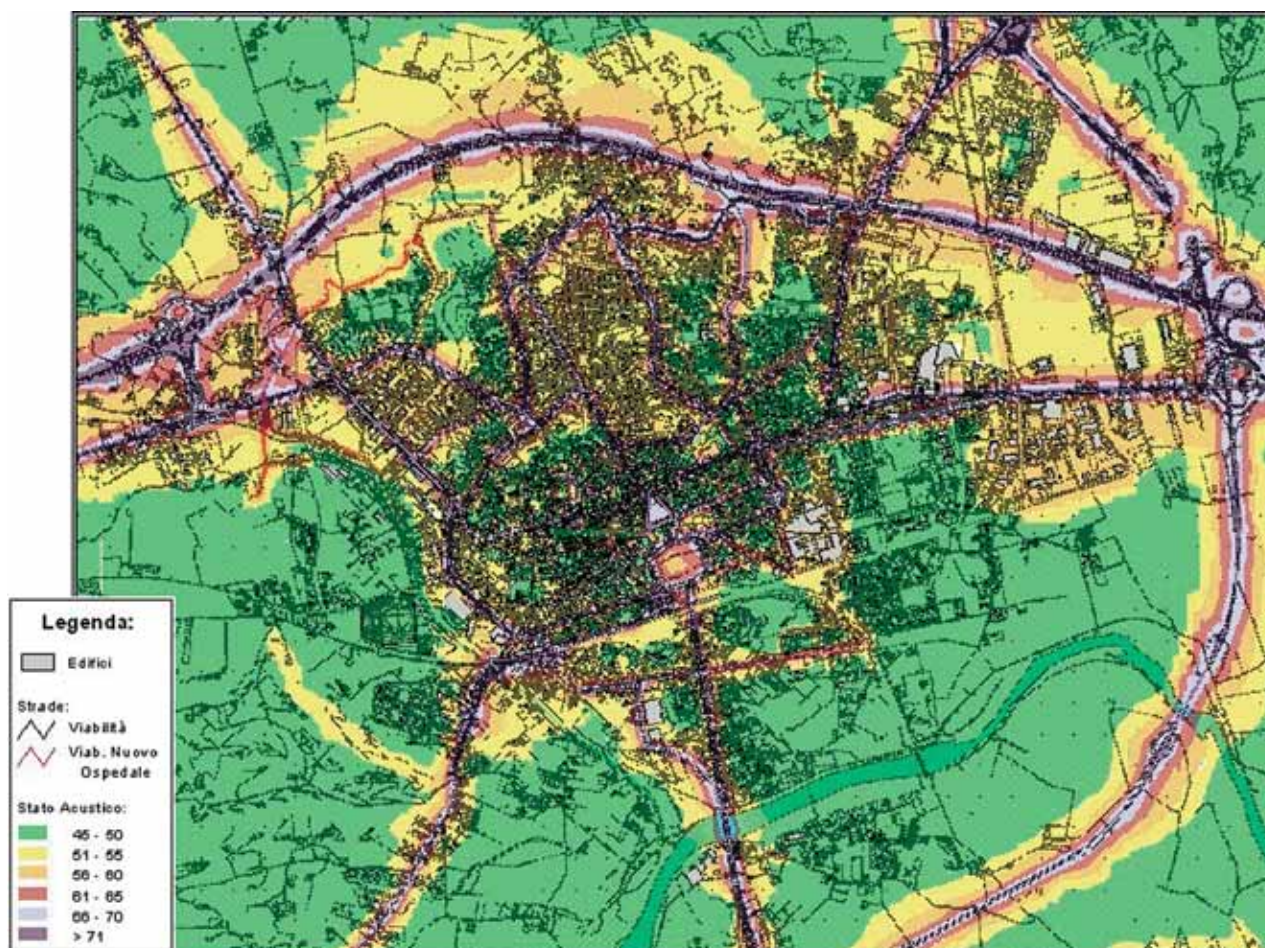 Legenda:
Edifici
Strade:
Viabilità
Viab. Nuovo
Ospedale
Stato Acustico:
45 - 50
51 - 55
56 - 60
61 - 65
66 - 70
> 71